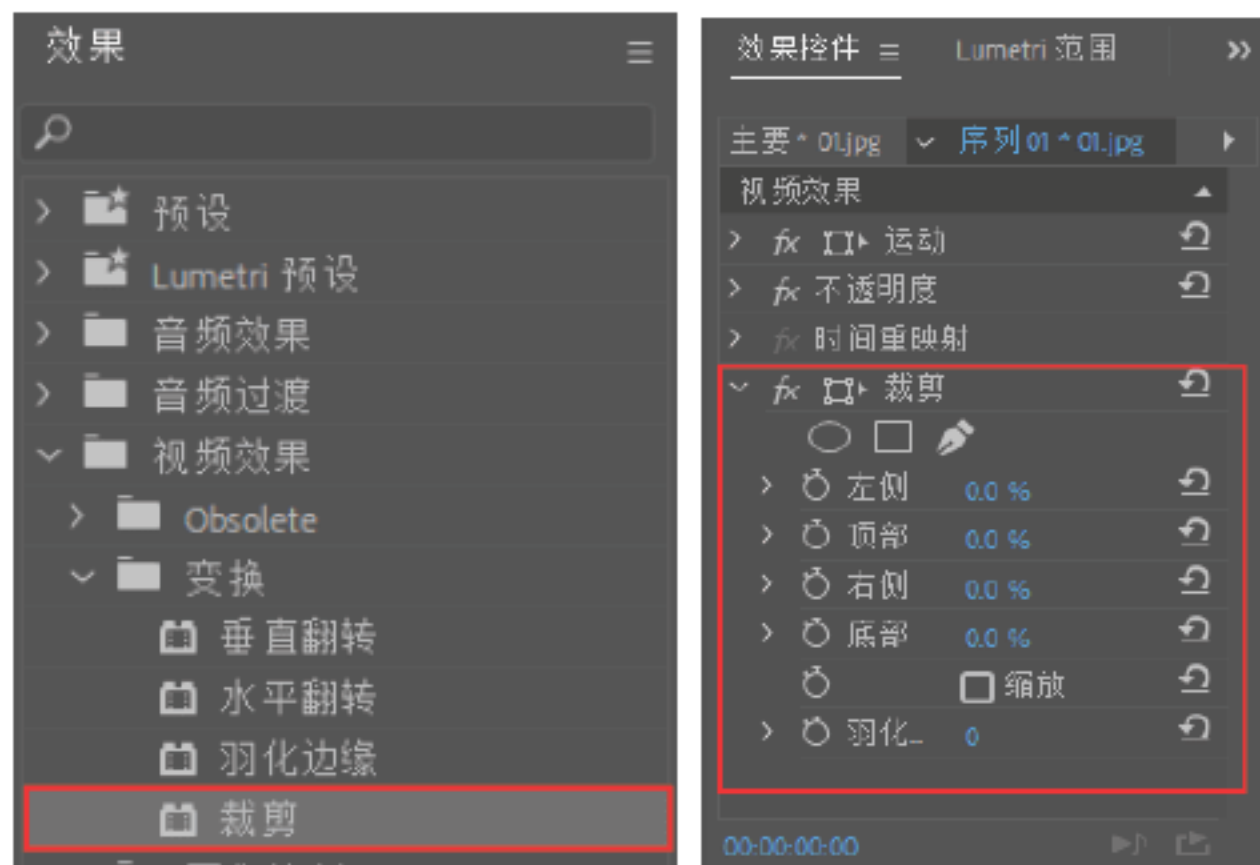 效果
预设
Lumetri 预设
音频效果
音频过渡
视频效果
Obsolete
变换
垂直翻转
水平翻转
羽化边缘
裁剪
效果控件 Lumetri 范围
主要 * 01.jpg 序列 01 * 01.jpg
视频效果
fx 运动
fx 不透明度
fx 时间重映射
fx 裁剪
左侧 0.0 %
顶部 0.0 %
右侧 0.0 %
底部 0.0 %
缩放
羽化... 0
00:00:00:00